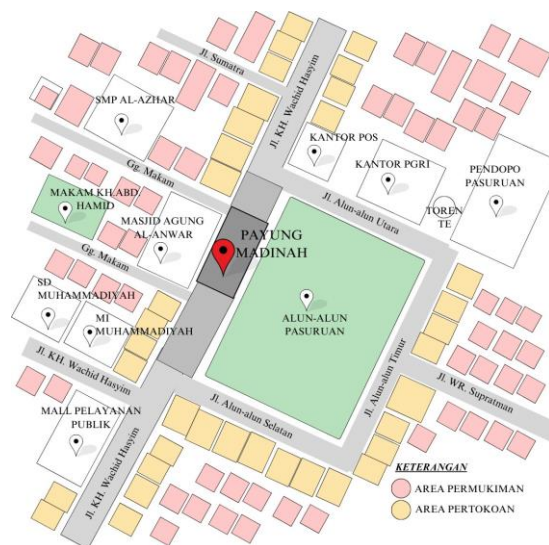 Jl. Sumatra
Jl. KH. Wachid Hasyim
SMP AL-AZHAR
KANTOR POS
KANTOR PGRI
PENDOPO
PASURUAN
Gg. Makam
MAKAM KH.ABD.
HAMID
MASJID AGUNG
AL-ANWAR
PAYUNG
MADINAH
Jl. Alun-alun Utara
TOREN
TE
Gg. Makam
SD
MUHAMMADIYAH
MI
MUHAMMADIYAH
ALUN-ALUN
PASURUAN
Jl. Alun-alun Timur
Jl. KH. Wachid Hasyim
Jl. WR. Supratman
MALL PELAYANAN
PUBLIK
Jl. Alun-alun Selatan
Jl. KH. Wachid Hasyim
KETERANGAN
AREA PERMUKIMAN
AREA PERTOKOAN